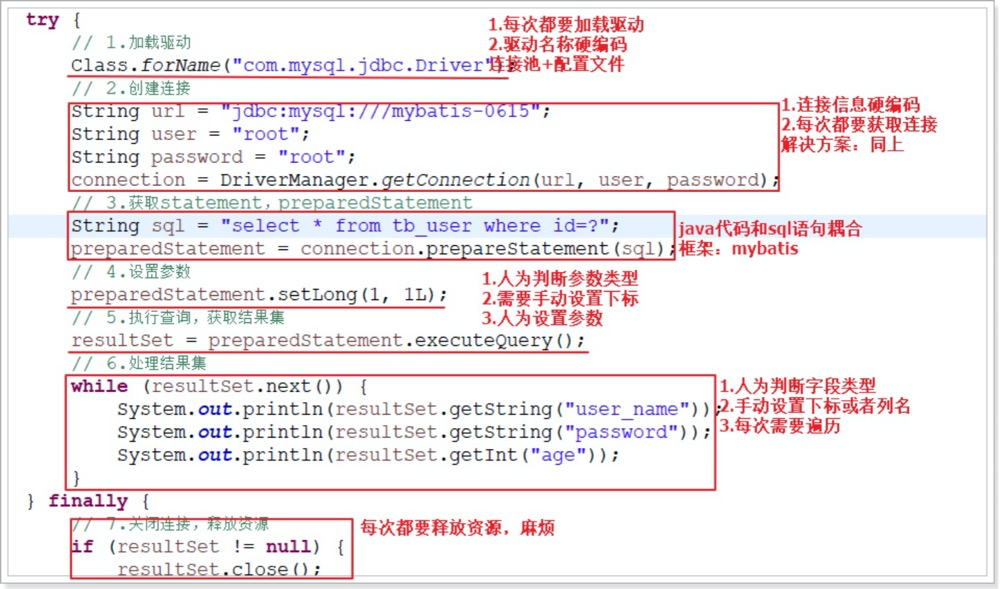 try {
1.每次都要加载驱动
// 1.加载驱动
2.驱动名称硬编码
Class.forName("com.mysql.jdbc.Driver");
连接池+配置文件
// 2.创建连接
String url = "jdbc:mysql:///mybatis-0615";
1.连接信息硬编码
String user = "root";
2.每次都要获取连接
String password = "root";
解决方案：同上
connection = DriverManager.getConnection(url, user, password);
// 3.获取statement，preparedStatement
String sql = "select * from tb_user where id=?";
java代码和sql语句耦合
preparedStatement = connection.prepareStatement(sql);
框架：mybatis
// 4.设置参数
1.人为判断参数类型
preparedStatement.setLong(1, 1L);
2.需要手动设置下标
// 5.执行查询，获取结果集
3.人为设置参数
resultSet = preparedStatement.executeQuery();
// 6.处理结果集
while (resultSet.next()) {
1.人为判断字段类型
System.out.println(resultSet.getString("user_name"));
2.手动设置下标或者列名
System.out.println(resultSet.getString("password"));
3.每次需要遍历
System.out.println(resultSet.getInt("age"));
}
} finally {
// 7.关闭连接，释放资源
每次都要释放资源，麻烦
if (resultSet != null) {
resultSet.close();